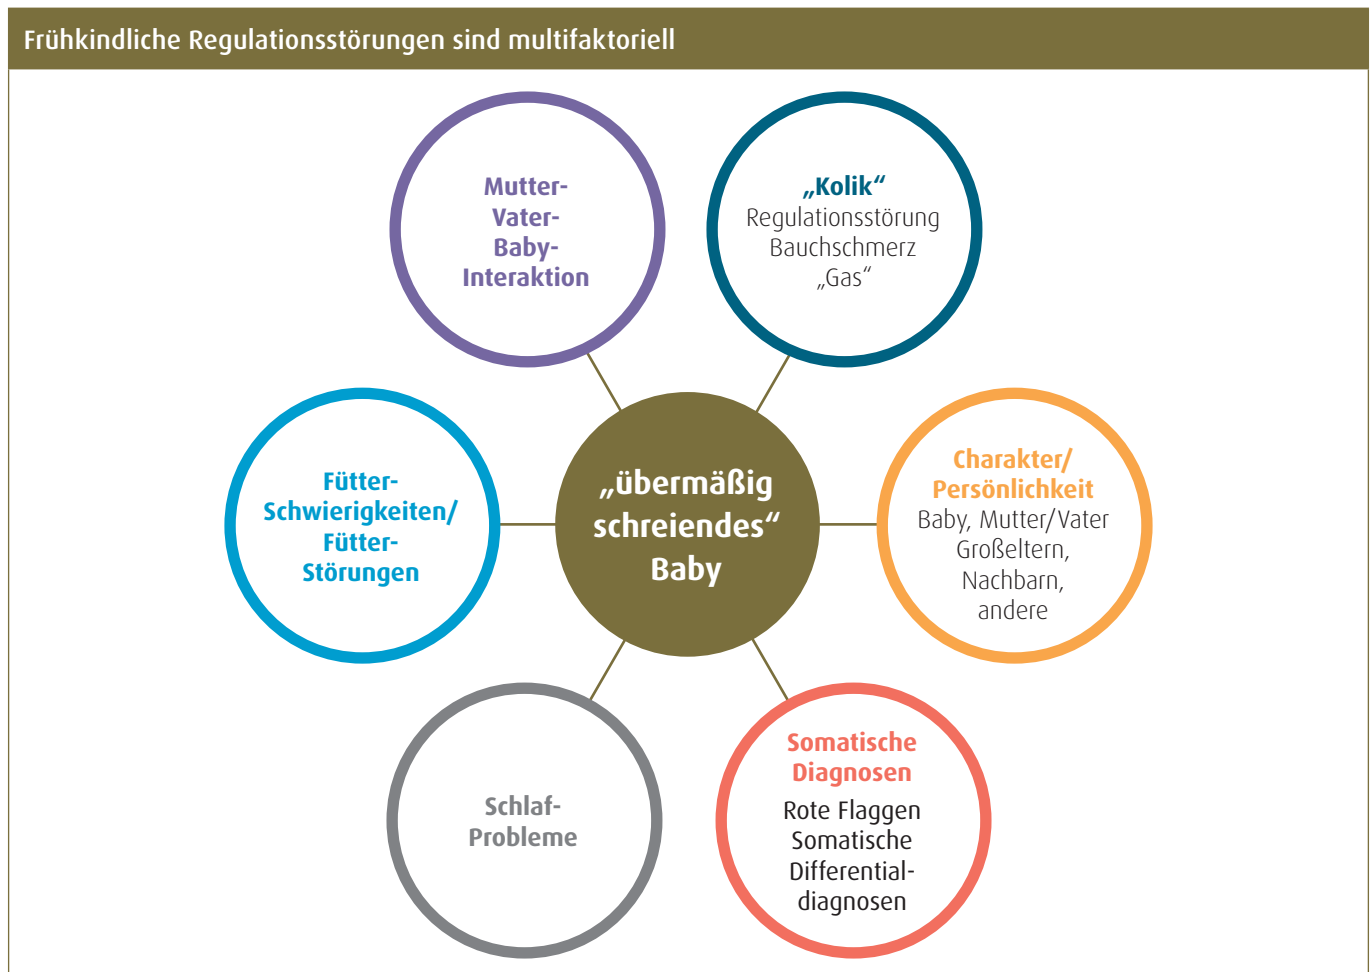 Frühkindliche Regulationsstörungen sind multifaktoriell
Mutter-
Vater-
Baby-
Interaktion
„Kolik“
Regulationsstörung
Bauchschmerz
„Gas“
Fütter-
Schwierigkeiten/
Fütter-
Störungen
„übermäßig
schreiendes“
Baby
Charakter/
Persönlichkeit
Baby, Mutter/Vater
Großeltern,
Nachbarn,
andere
Schlaf-
Probleme
Somatische
Diagnosen
Rote Flaggen
Somatische
Differential-
diagnosen